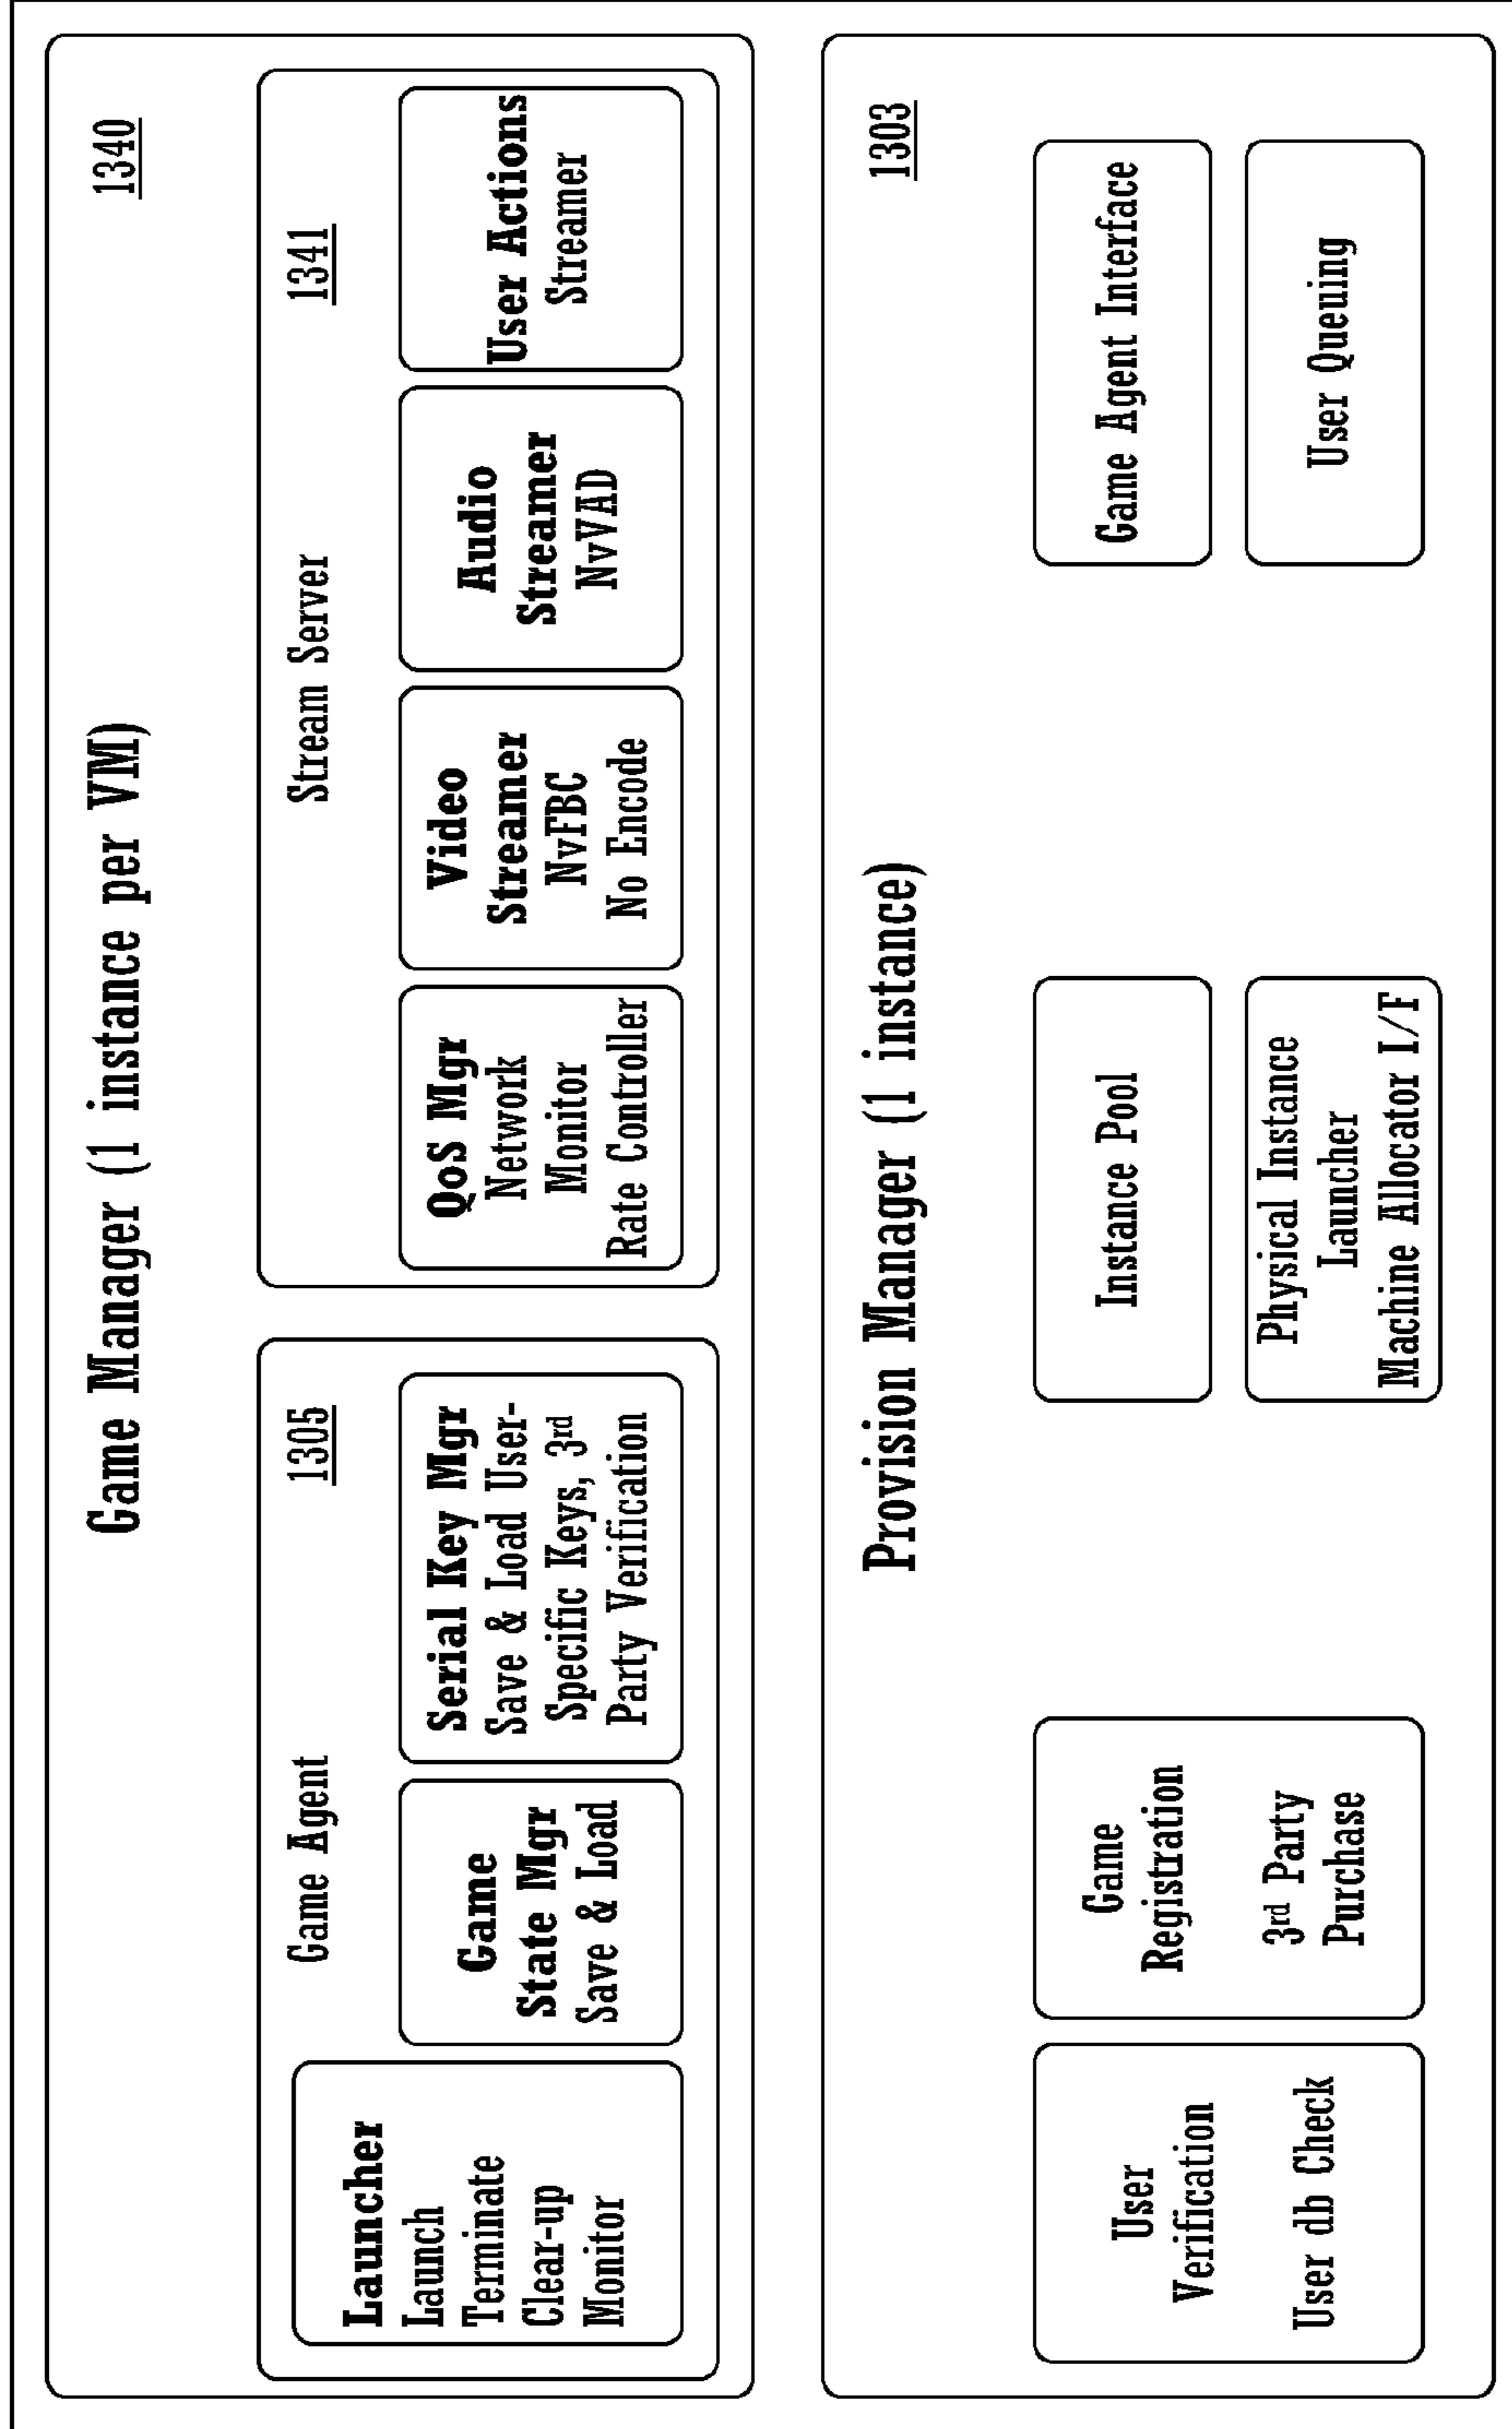 Game Manager (1 instance per VM)
1340
Game Agent
1305
Launcher
Launch
Terminate
Clear-up
Monitor
Game
State Mgr
Save & Load
Serial Key Mgr
Save & Load User-
Specific Keys, 3rd
Party Verification
Stream Server
1341
QoS Mgr
Network
Monitor
Rate Controller
Video
Streamer
NvFBC
No Encode
Audio
Streamer
NvVAD
User Actions
Streamer
Provision Manager (1 instance)
1303
User
Verification
User db Check
Game
Registration
3rd Party
Purchase
Instance Pool
Physical Instance
Launcher
Machine Allocator I/F
Game Agent Interface
User Queuing